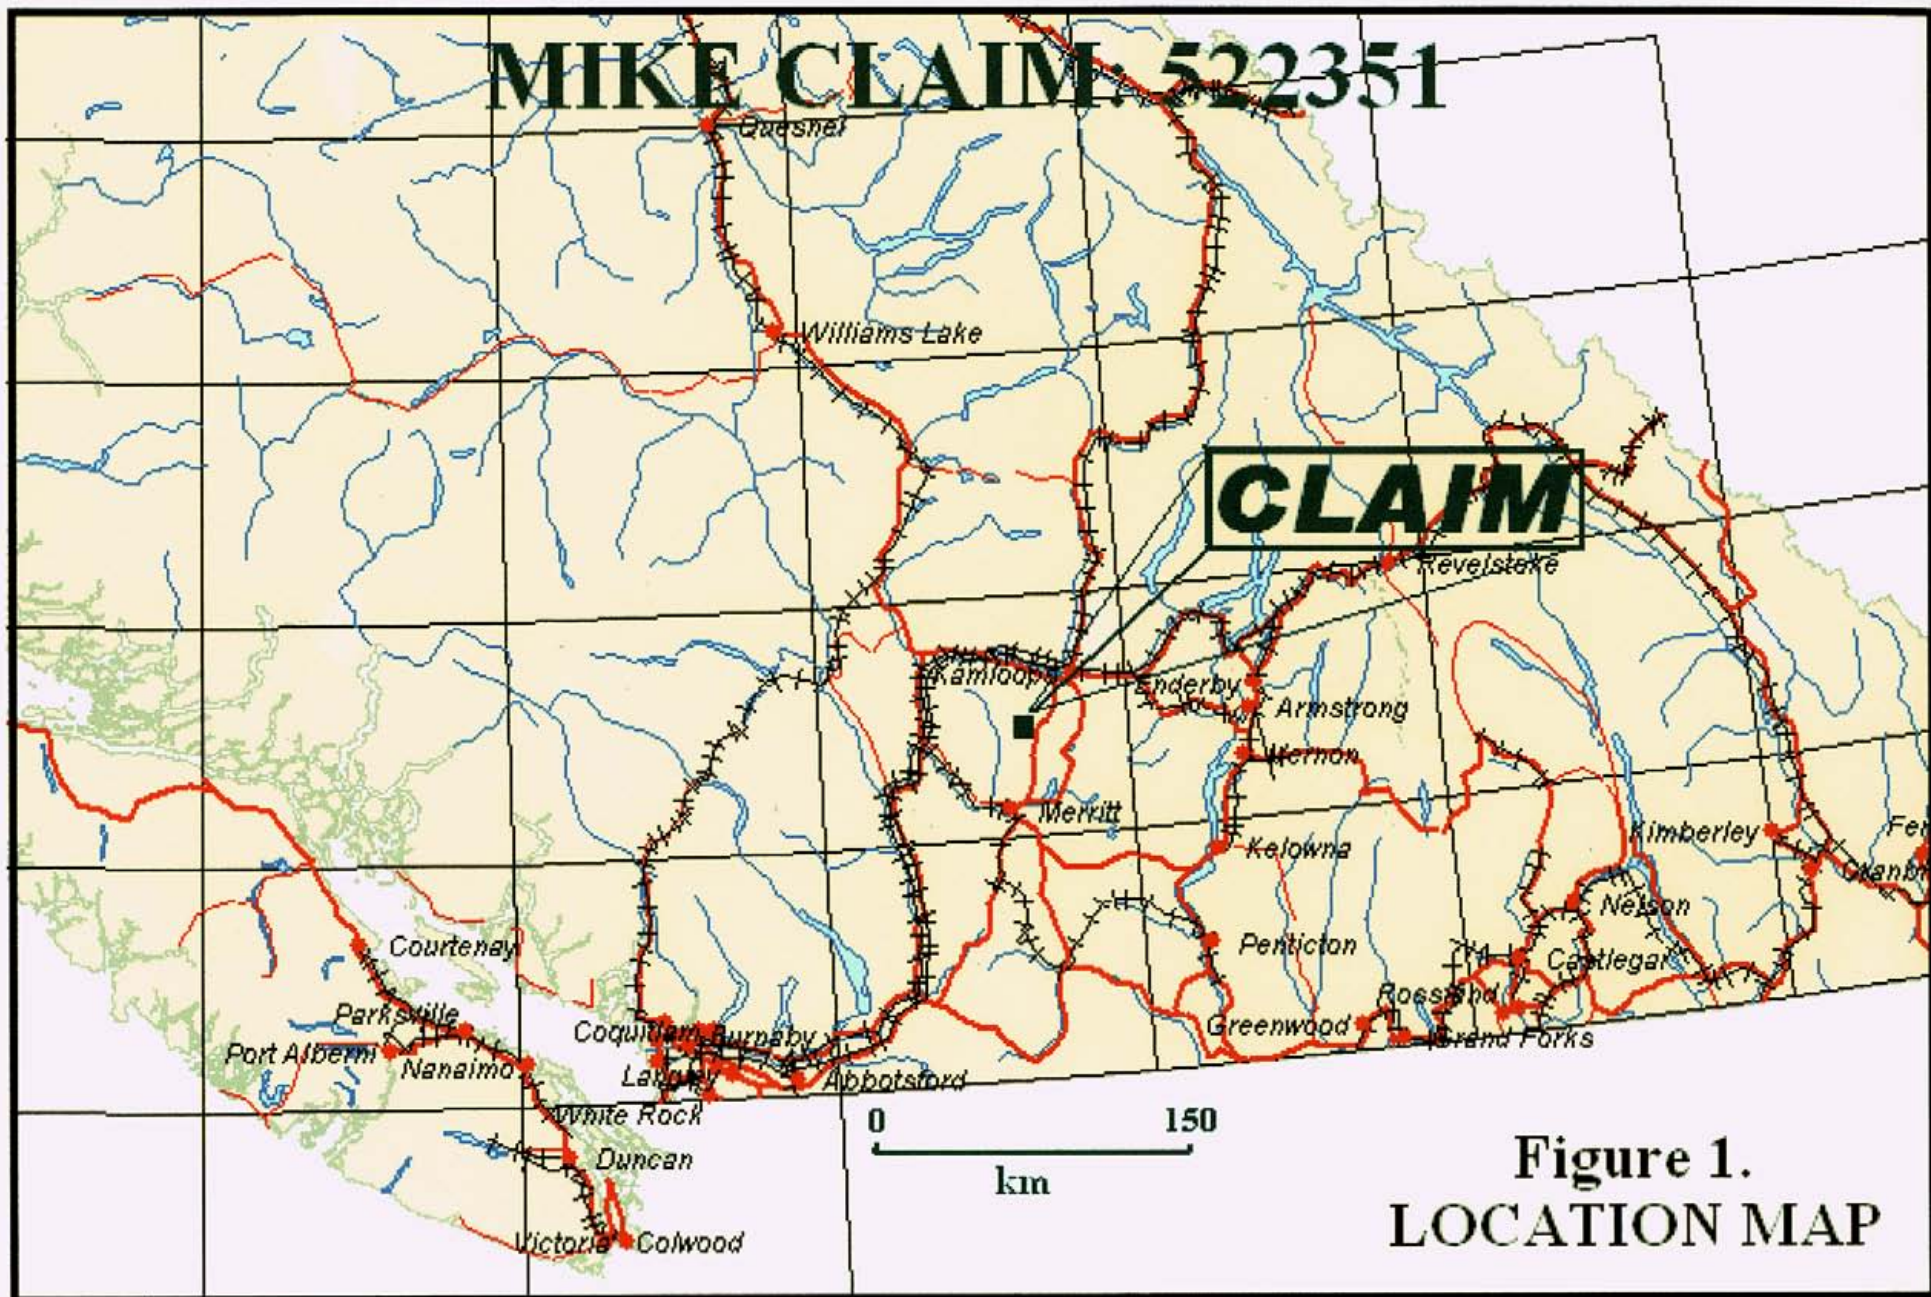 MIKE CLAIM: 522351
Quesnel
Williams Lake
CLAIM
Revelstoke
Kamloops
Enderby
Armstrong
Vernon
Merritt
Kelowna
Kimberley
Nelson
Courtenay
Penticton
Castlegar
Rossland
Parksville
Greenwood
Coquitlam
Burnaby
Grand Forks
Port Alberni
Nanaimo
Langley
Abbotsford
White Rock
0 150
km
Duncan
Victoria
Colwood
Figure 1.
LOCATION MAP